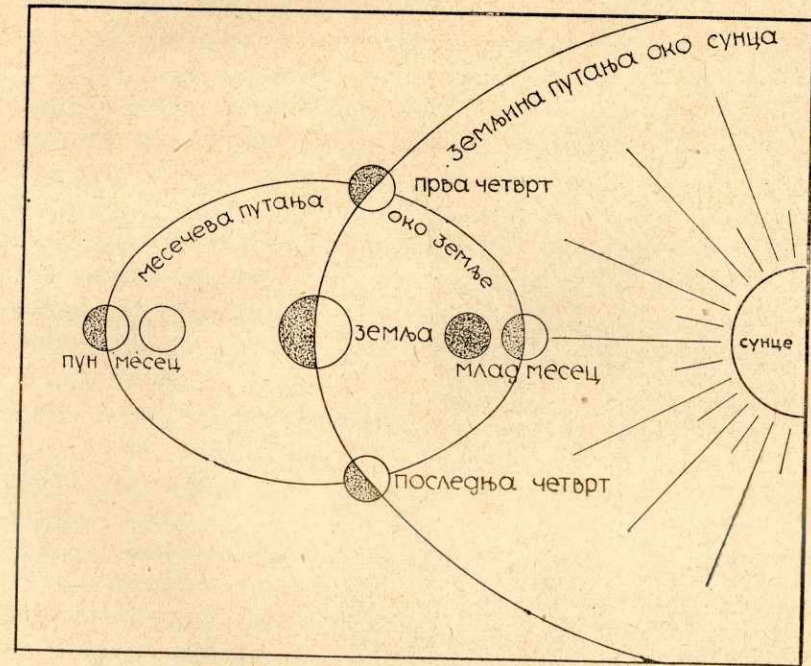 земљина путања око сунца
прва четврт
месечева путања
око земље
земља
сунце
пун месец
млад месец
последња четврт